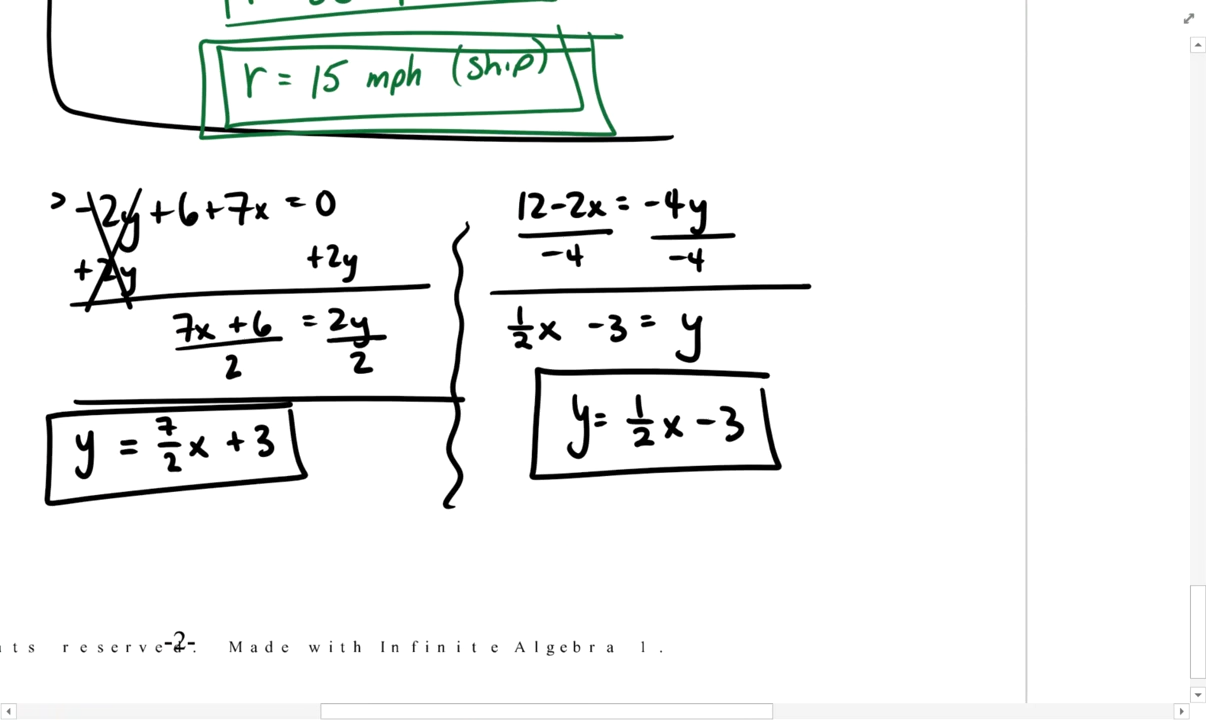 r = 15 mph (ship)
-2y + 6 + 7x = 0
+2y +2y
7x + 6 = 2y
2 2
y = 7/2 x + 3
12 - 2x = -4y
-4 -4
1/2 x - 3 = y
y = 1/2 x - 3
ts reserved. -2- Made with Infinite Algebra 1.